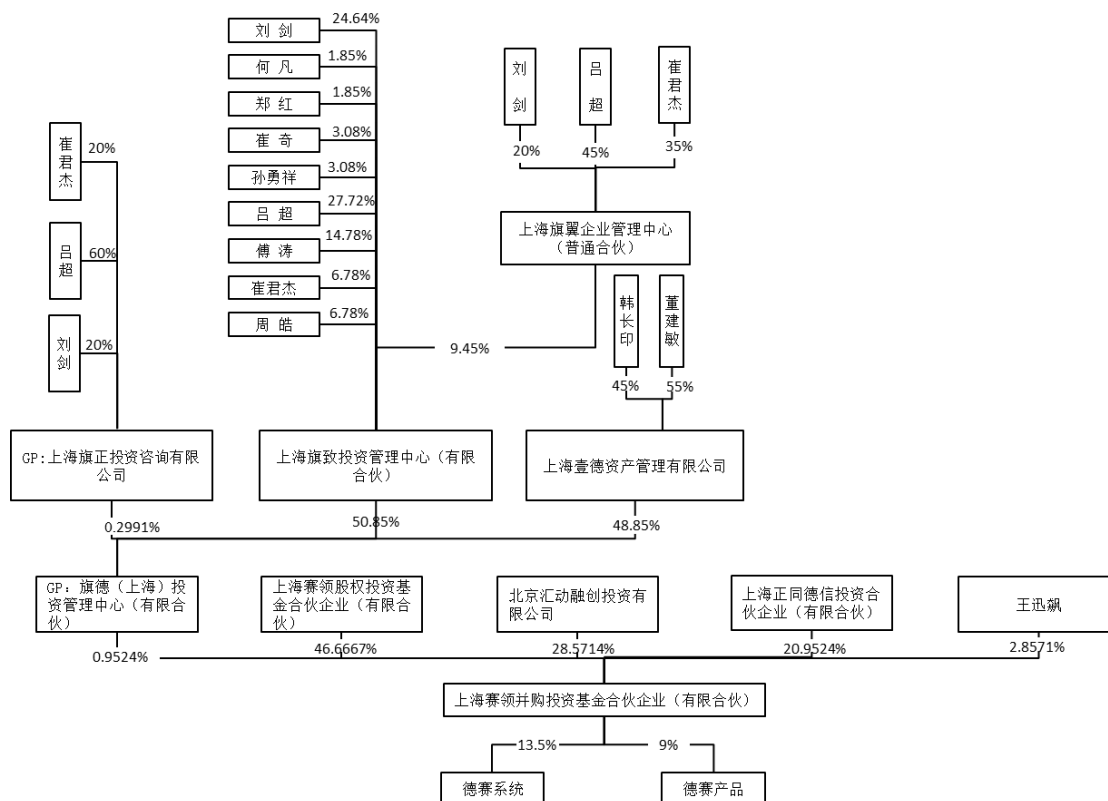 24.64%
刘 剑
1.85%
何 凡
1.85%
郑 红
3.08%
崔 奇
3.08%
孙勇祥
27.72%
吕 超
14.78%
傅 涛
6.78%
崔君杰
6.78%
周 皓
刘剑
吕超
崔君杰
20%
45%
35%
上海旗翼企业管理中心
（普通合伙）
崔君杰
20%
吕超
60%
刘剑
20%
9.45%
韩长印
董建敏
45%
55%
GP:上海旗正投资咨询有限
公司
上海旗致投资管理中心（有限
合伙）
上海壹德资产管理有限公司
0.2991%
50.85%
48.85%
GP: 旗德（上海）投
资管理中心（有限合
伙）
上海赛领股权投资基
金合伙企业（有限合
伙）
北京汇动融创投资有
限公司
上海正同德信投资合
伙企业（有限合伙）
王迅飙
0.9524%
46.6667%
28.5714%
20.9524%
2.8571%
上海赛领并购投资基金合伙企业（有限合伙）
13.5%
9%
德赛系统
德赛产品